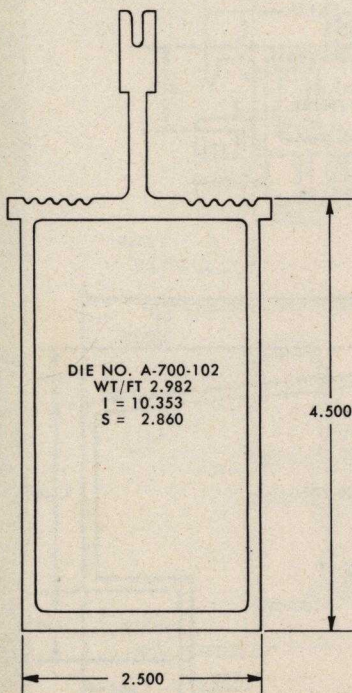 DIE NO. A-700-102
WT/FT 2.982
I = 10.353
S = 2.860
4.500
2.500